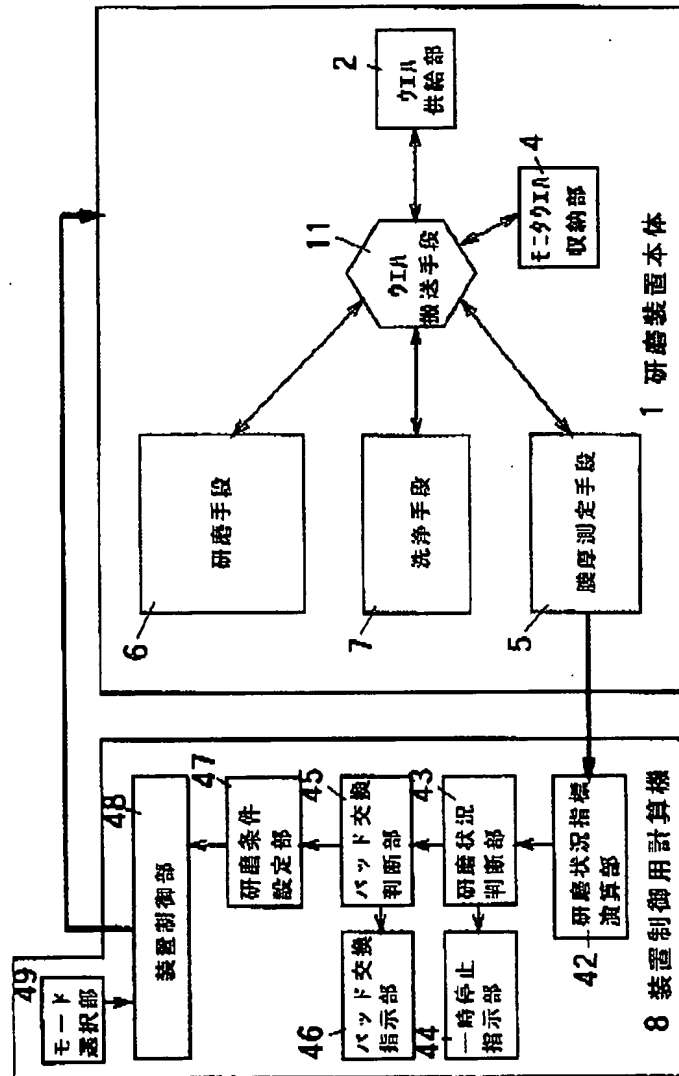 8 装置制御用計算機
49
モード
選択部
48
装置制御部
47
研磨条件
設定部
46
パッド交換
指示部
45
パッド交換
判断部
44
一時停止
指示部
43
研磨状況
判断部
42
研磨状況指標
演算部
1 研磨装置本体
6
研磨手段
7
洗浄手段
5
膜厚測定手段
11
ウエハ
搬送手段
2
ウエハ
供給部
4
モニタウエハ
収納部